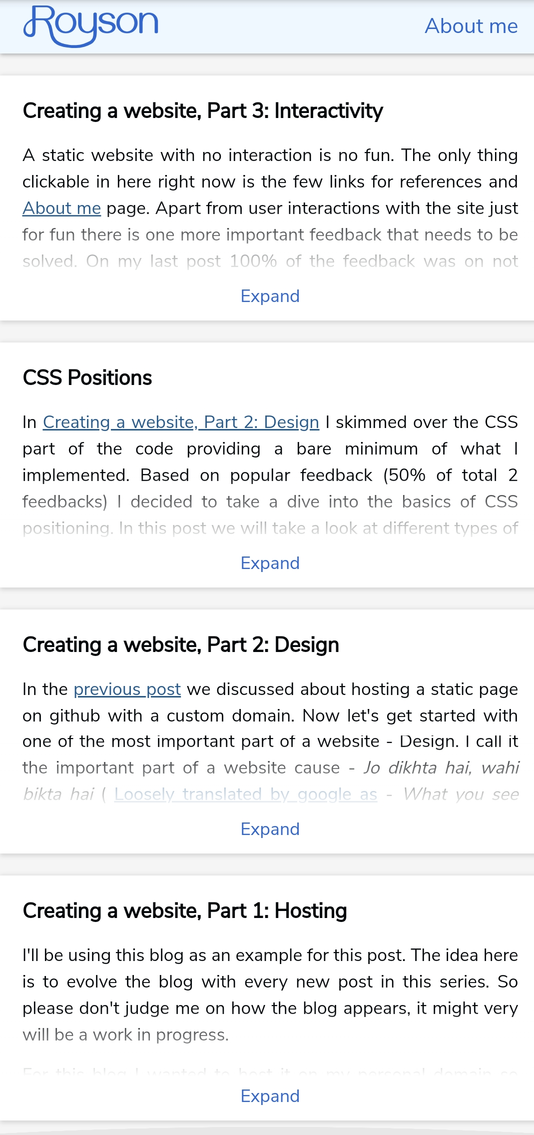 Royson
About me
Creating a website, Part 3: Interactivity
A static website with no interaction is no fun. The only thing
clickable in here right now is the few links for references and
About me page. Apart from user interactions with the site just
for fun there is one more important feedback that needs to be
solved. On my last post 100% of the feedback was on not
Expand
CSS Positions
In Creating a website, Part 2: Design I skimmed over the CSS
part of the code providing a bare minimum of what I
implemented. Based on popular feedback (50% of total 2
feedbacks) I decided to take a dive into the basics of CSS
positioning. In this post we will take a look at different types of
Expand
Creating a website, Part 2: Design
In the previous post we discussed about hosting a static page
on github with a custom domain. Now let's get started with
one of the most important part of a website - Design. I call it
the important part of a website cause - Jo dikhta hai, wahi
bikta hai ( Loosely translated by google as - What you see
Expand
Creating a website, Part 1: Hosting
I'll be using this blog as an example for this post. The idea here
is to evolve the blog with every new post in this series. So
please don't judge me on how the blog appears, it might very
will be a work in progress.
For this blog I wanted to host it on my personal domain so
Expand